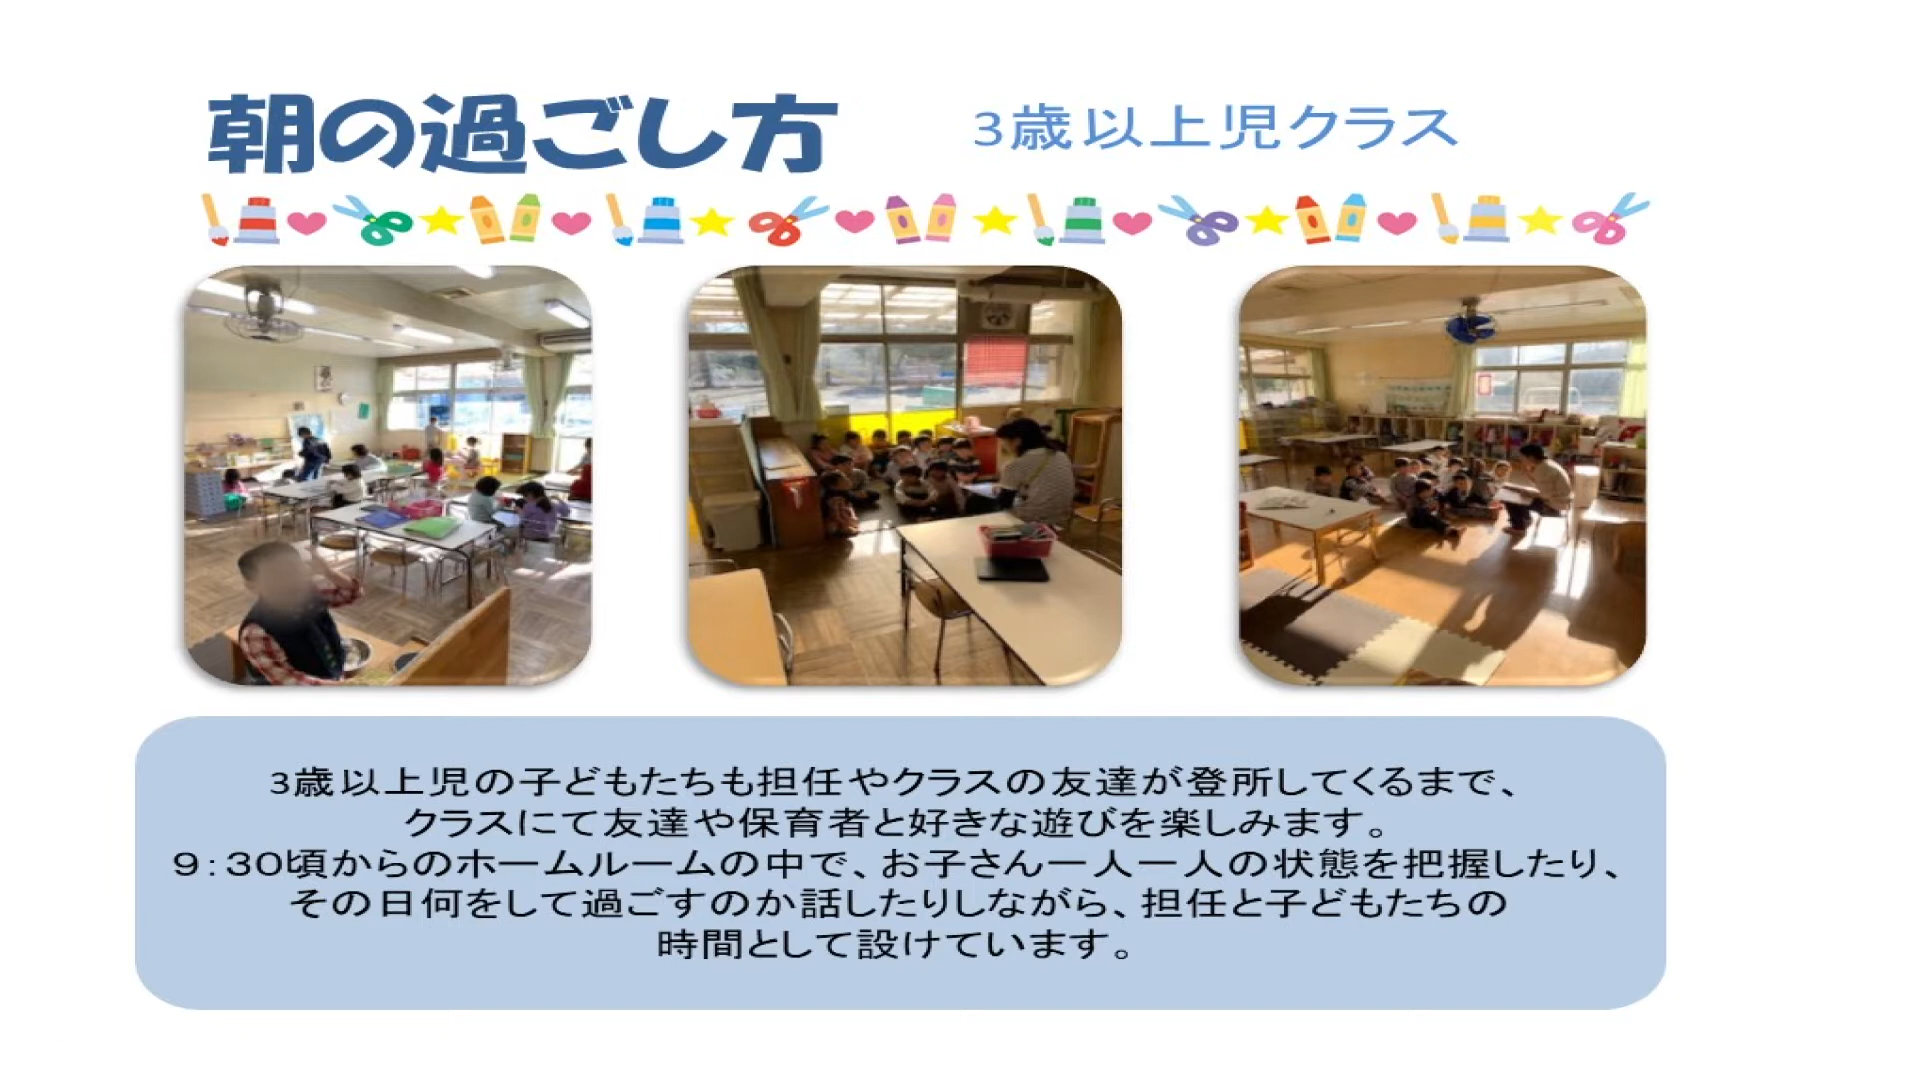 朝の過ごし方
3歳以上児クラス
3歳以上児の子どもたちも担任やクラスの友達が登所してくるまで、
クラスにて友達や保育者と好きな遊びを楽しみます。
9:30頃からのホームルームの中で、お子さん一人一人の状態を把握したり、
その日何をして過ごすのか話したりしながら、担任と子どもたちの
時間として設けています。